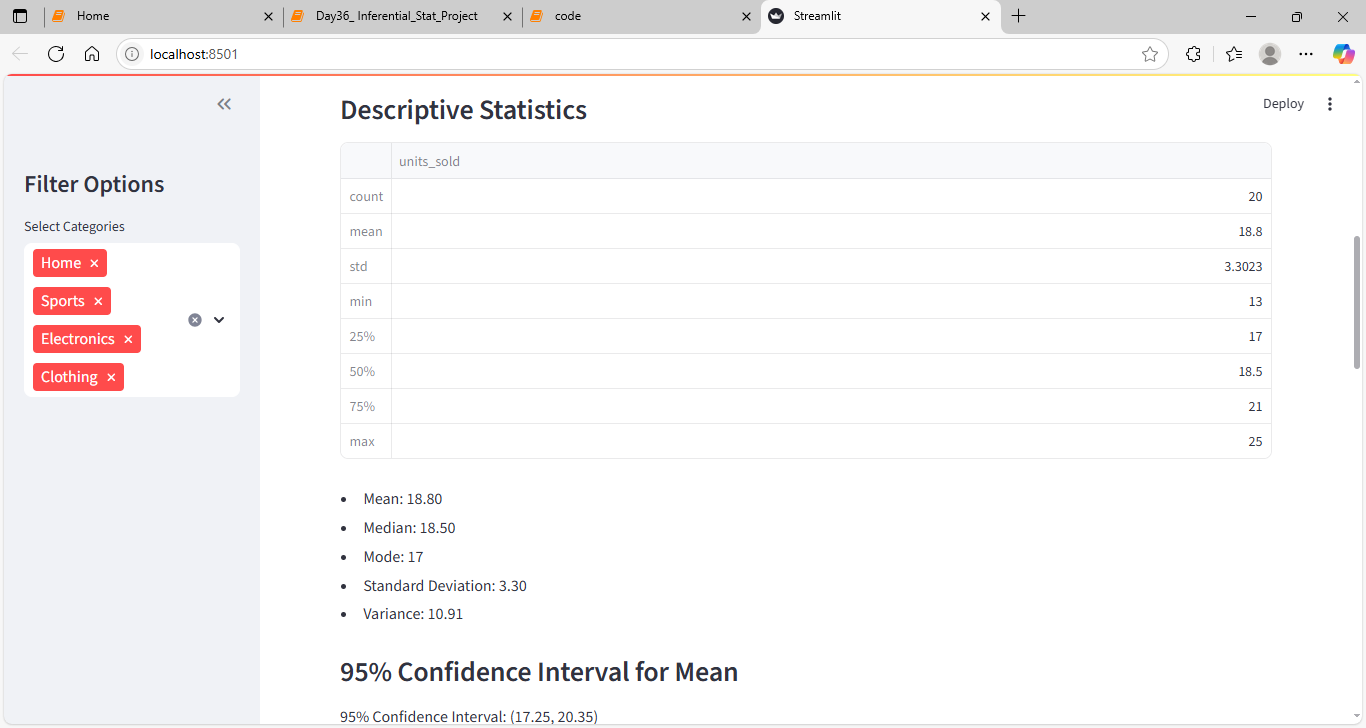 Home
Day36_ Inferential_Stat_Project
code
Streamlit
localhost:8501
Deploy
Filter Options
Select Categories
Home
Sports
Electronics
Clothing
Descriptive Statistics
units_sold
count 20
mean 18.8
std 3.3023
min 13
25% 17
50% 18.5
75% 21
max 25
• Mean: 18.80
• Median: 18.50
• Mode: 17
• Standard Deviation: 3.30
• Variance: 10.91
95% Confidence Interval for Mean
95% Confidence Interval: (17.25, 20.35)